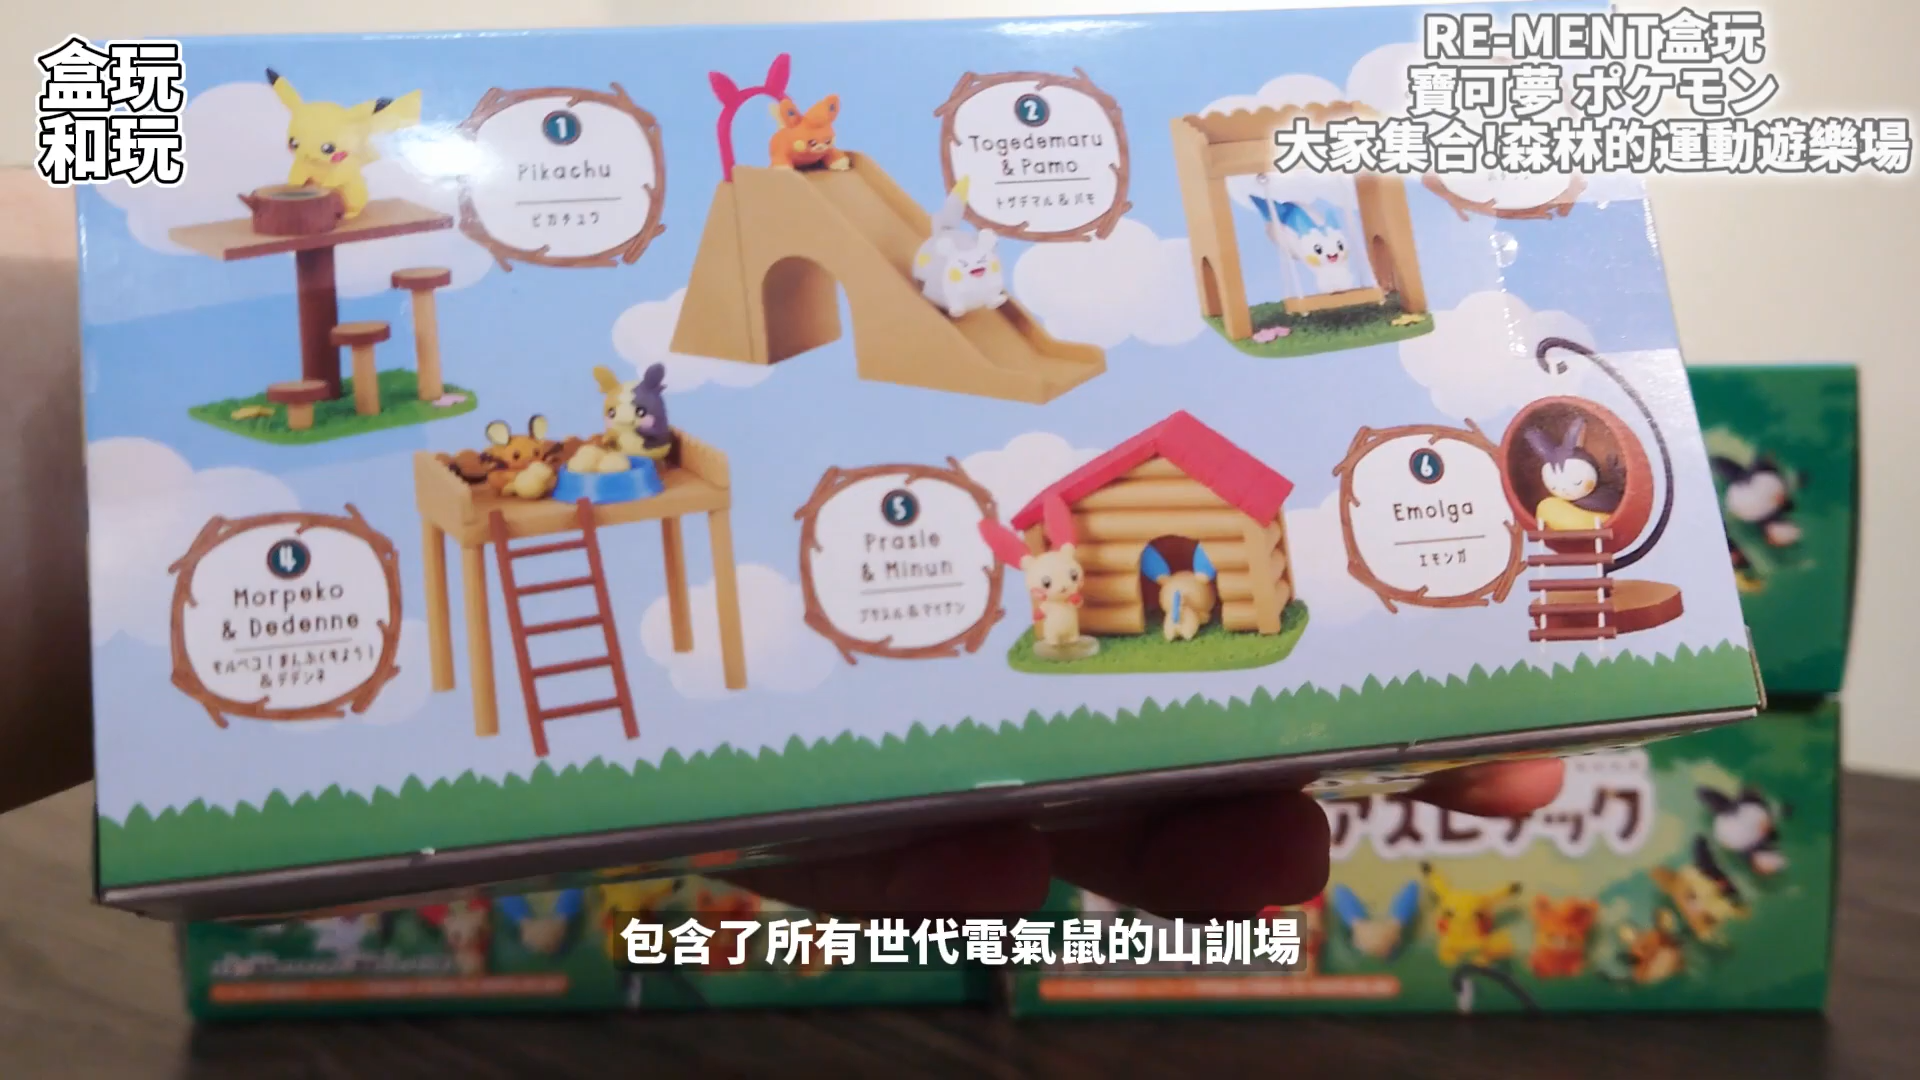 盒玩
和玩
RE-MENT盒玩
寶可夢 ポケモン
大家集合!森林的運動遊樂場
1
Pikachu
ピカチュウ
2
Togedemaru
& Pamo
トゲデマル & パモ
4
Morpeko
& Dedenne
モルペコ(まんぷくもよう)
& デデンネ
5
Prasle
& Minun
プラスル & マイナン
6
Emolga
エモンガ
アスレチック
包含了所有世代電氣鼠的山訓場